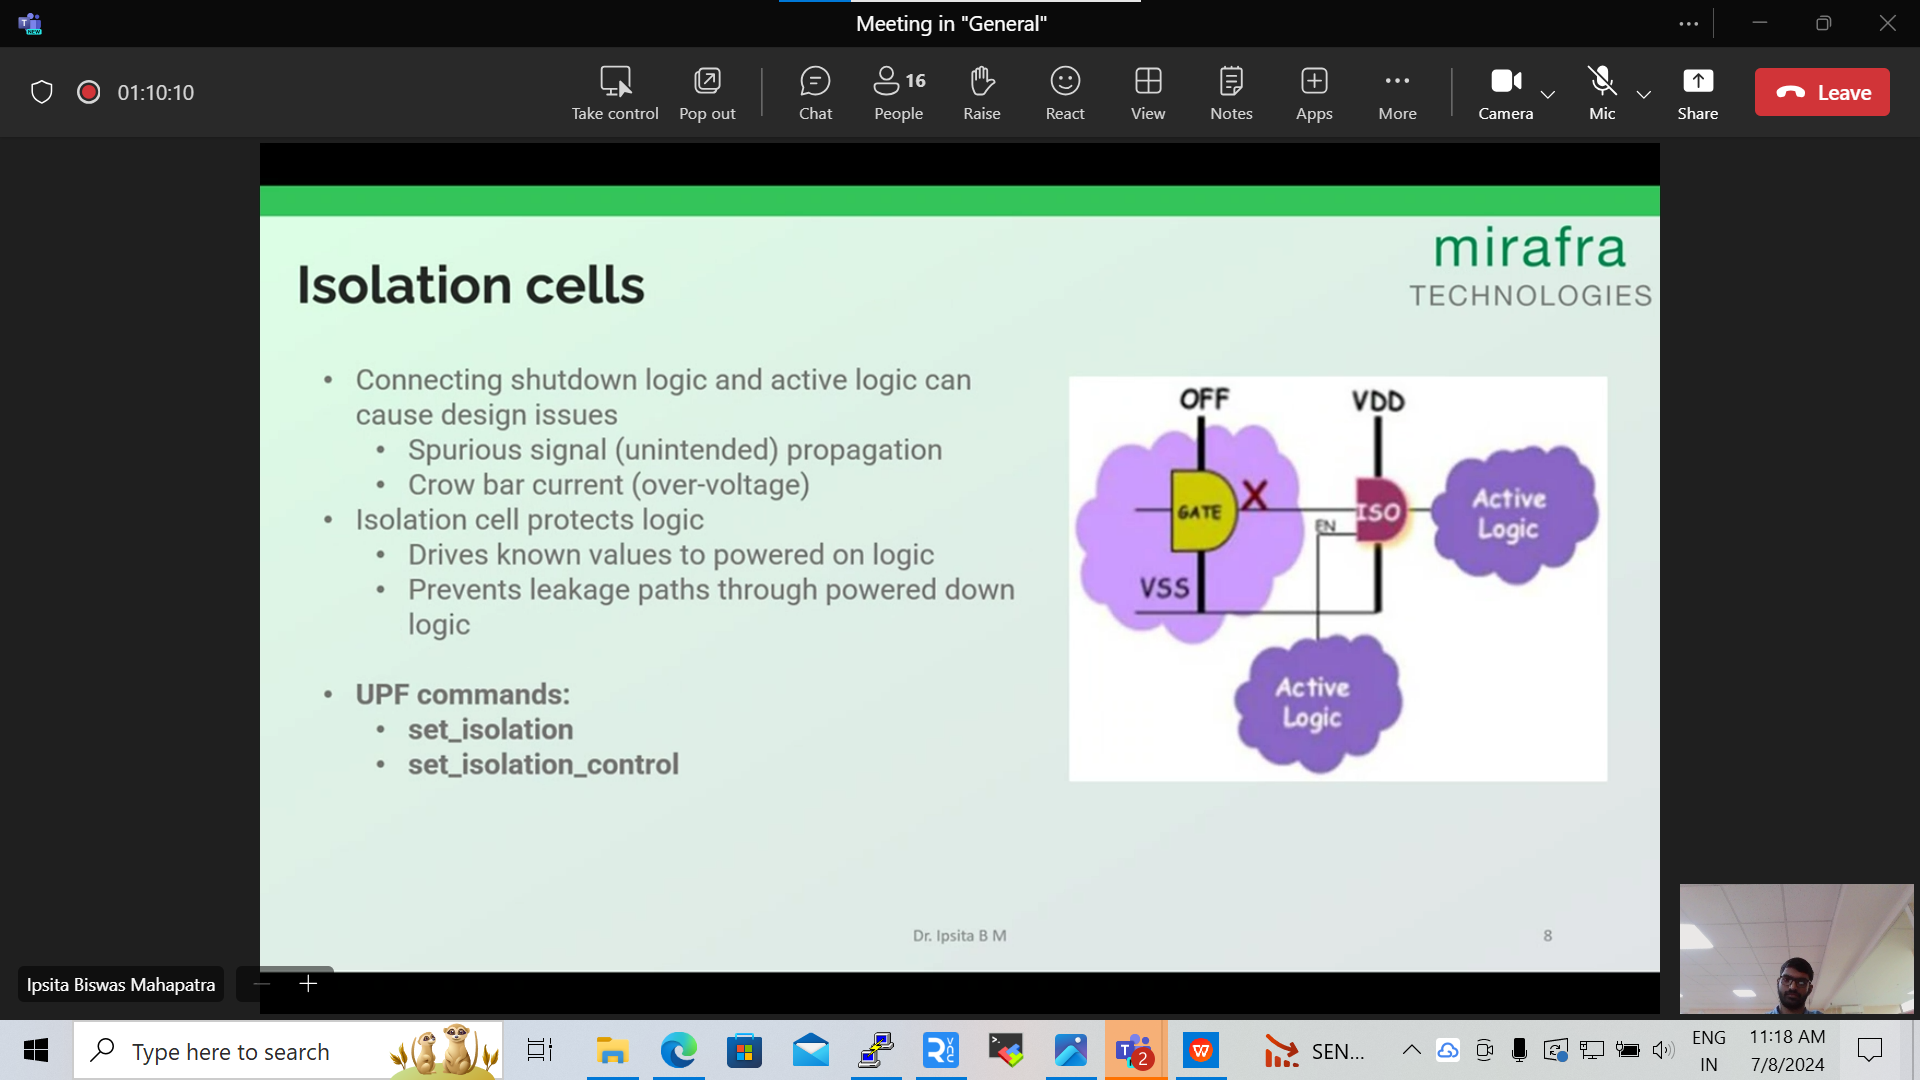 Meeting in "General"
01:10:10
Take control
Pop out
Chat
16
People
Raise
React
View
Notes
Apps
More
Camera
Mic
Share
Leave
mirafra
TECHNOLOGIES
Isolation cells
• Connecting shutdown logic and active logic can
cause design issues
• Spurious signal (unintended) propagation
• Crow bar current (over-voltage)
• Isolation cell protects logic
• Drives known values to powered on logic
• Prevents leakage paths through powered down
logic
• UPF commands:
• set_isolation
• set_isolation_control
OFF
VDD
GATE
X
ISO
EN
VSS
Active
Logic
Active
Logic
Dr. Ipsita B M
8
Ipsita Biswas Mahapatra
Type here to search
2
SEN...
ENG
IN
11:18 AM
7/8/2024